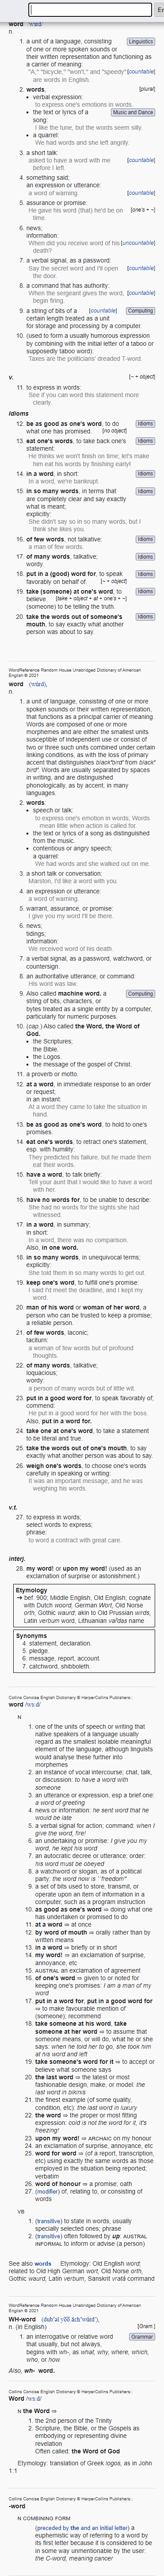 word /wɜrd/
n.
1. a unit of a language, consisting Linguistics
of one or more spoken sounds or
their written representation and functioning as
a carrier of meaning:
"A," "bicycle," "won't," and "speedy" [countable]
are words in English.
2. words, [plural]
• verbal expression:
to express one's emotions in words.
• the text or lyrics of a Music and Dance
song:
I like the tune, but the words seem silly.
• a quarrel:
We had words and she left angrily.
3. a short talk:
asked to have a word with me [countable]
before I left.
4. something said;
an expression or utterance:
a word of warning. [countable]
5. assurance or promise:
He gave his word (that) he'd be on [one's + ~]
time.
6. news;
information:
When did you receive word of his [uncountable]
death?
7. a verbal signal, as a password:
Say the secret word and I'll open [countable]
the door.
8. a command that has authority:
When the sergeant gives the word, [countable]
begin firing.
9. a string of bits of a [countable] Computing
certain length treated as a unit
for storage and processing by a computer.
10. (used to form a usually humorous expression
by combining with the initial letter of a taboo or
supposedly taboo word):
Taxes are the politicians' dreaded T-word.
v. [~ + object]
11. to express in words:
See if you can word this statement more
clearly.
Idioms
12. be as good as one's word, to do Idioms
what one has promised. [no object]
13. eat one's words, to take back one's Idioms
statement:
He thinks we won't finish on time; let's make
him eat his words by finishing early!
14. in a word, in short: Idioms
In a word, we're bankrupt.
15. in so many words, in terms that Idioms
are completely clear and say exactly
what is meant;
explicitly:
She didn't say so in so many words, but I
think she likes you.
16. of few words, not talkative: Idioms
a man of few words.
17. of many words, talkative; Idioms
wordy.
18. put in a (good) word for, to speak Idioms
favorably on behalf of. [~ + object]
19. take (someone) at one's word, to Idioms
believe [take + object + at + one's + ~]
(someone) to be telling the truth.
20. take the words out of someone's Idioms
mouth, to say exactly what another
person was about to say.
WordReference Random House Unabridged Dictionary of American
English © 2021
word (wûrd),
n.
1. a unit of language, consisting of one or more
spoken sounds or their written representation,
that functions as a principal carrier of meaning.
Words are composed of one or more
morphemes and are either the smallest units
susceptible of independent use or consist of
two or three such units combined under certain
linking conditions, as with the loss of primary
accent that distinguishes black′bird′ from black′
bird′. Words are usually separated by spaces
in writing, and are distinguished
phonologically, as by accent, in many
languages.
2. words:
• speech or talk:
to express one's emotion in words, Words
mean little when action is called for.
• the text or lyrics of a song as distinguished
from the music.
• contentious or angry speech;
a quarrel:
We had words and she walked out on me.
3. a short talk or conversation:
Marston, I'd like a word with you.
4. an expression or utterance:
a word of warning.
5. warrant, assurance, or promise:
I give you my word I'll be there.
6. news;
tidings;
information:
We received word of his death.
7. a verbal signal, as a password, watchword, or
countersign.
8. an authoritative utterance, or command:
His word was law.
9. Also called machine word. a Computing
string of bits, characters, or
bytes treated as a single entity by a computer,
particularly for numeric purposes.
10. (cap.) Also called the Word, the Word of
God.
• the Scriptures;
the Bible.
• the Logos.
• the message of the gospel of Christ.
11. a proverb or motto.
12. at a word, in immediate response to an order
or request;
in an instant:
At a word they came to take the situation in
hand.
13. be as good as one's word, to hold to one's
promises.
14. eat one's words, to retract one's statement,
esp. with humility:
They predicted his failure, but he made them
eat their words.
15. have a word, to talk briefly:
Tell your aunt that I would like to have a word
with her.
16. have no words for, to be unable to describe:
She had no words for the sights she had
witnessed.
17. in a word, in summary;
in short:
In a word, there was no comparison.
Also, in one word.
18. in so many words, in unequivocal terms;
explicitly:
She told them in so many words to get out.
19. keep one's word, to fulfill one's promise:
I said I'd meet the deadline, and I kept my
word.
20. man of his word or woman of her word, a
person who can be trusted to keep a promise;
a reliable person.
21. of few words, laconic;
taciturn:
a woman of few words but of profound
thoughts.
22. of many words, talkative;
loquacious;
wordy:
a person of many words but of little wit.
23. put in a good word for, to speak favorably of;
commend:
He put in a good word for her with the boss.
Also, put in a word for.
24. take one at one's word, to take a statement
to be literal and true.
25. take the words out of one's mouth, to say
exactly what another person was about to say.
26. weigh one's words, to choose one's words
carefully in speaking or writing:
It was an important message, and he was
weighing his words.
v.t.
27. to express in words;
select words to express;
phrase:
to word a contract with great care.
interj.
28. my word! or upon my word! (used as an
exclamation of surprise or astonishment.)
Etymology
➔ bef. 900; Middle English, Old English; cognate
with Dutch woord, German Wort, Old Norse
orth, Gothic waurd; akin to Old Prussian wirds,
Latin verbum word, Lithuanian var̃das name
Synonyms
4. statement, declaration.
5. pledge.
6. message, report, account.
7. catchword, shibboleth.
Collins Concise English Dictionary © HarperCollins Publishers::
word /wɜːd/
N
1. one of the units of speech or writing that
native speakers of a language usually
regard as the smallest isolable meaningful
element of the language, although linguists
would analyse these further into
morphemes
2. an instance of vocal intercourse; chat, talk,
or discussion: to have a word with
someone
3. an utterance or expression, esp a brief one:
a word of greeting
4. news or information: he sent word that he
would be late
5. a verbal signal for action; command: when I
give the word, fire!
6. an undertaking or promise: I give you my
word, he kept his word
7. an autocratic decree or utterance; order:
his word must be obeyed
8. a watchword or slogan, as of a political
party: the word now is ``freedom''
9. a set of bits used to store, transmit, or
operate upon an item of information in a
computer, such as a program instruction
10. as good as one's word ⇒ doing what one
has undertaken or promised to do
11. at a word ⇒ at once
12. by word of mouth ⇒ orally rather than by
written means
13. in a word ⇒ briefly or in short
14. my word! ⇒ an exclamation of surprise,
annoyance, etc
15. AUSTRAL an exclamation of agreement
16. of one's word ⇒ given to or noted for
keeping one's promises: I am a man of my
word
17. put in a word for, put in a good word for
⇒ to make favourable mention of
(someone); recommend
18. take someone at his word, take
someone at her word ⇒ to assume that
someone means, or will do, what he or she
says: when he told her to go, she took him
at his word and left
19. take someone's word for it ⇒ to accept or
believe what someone says
20. the last word ⇒ the latest or most
fashionable design, make, or model: the
last word in bikinis
21. the finest example (of some quality,
condition, etc): the last word in luxury
22. the word ⇒ the proper or most fitting
expression: cold is not the word for it, it's
freezing!
23. upon my word! ⇒ ARCHAIC on my honour
24. an exclamation of surprise, annoyance, etc
25. word for word ⇒ (of a report, transcription,
etc) using exactly the same words as those
employed in the situation being reported;
verbatim
26. word of honour ⇒ a promise; oath
27. (modifier) of, relating to, or consisting of
words
VB
1. (transitive) to state in words, usually
specially selected ones; phrase
2. (transitive) often followed by up AUSTRAL
INFORMAL to inform or advise (a person)
See also words Etymology: Old English word;
related to Old High German wort, Old Norse orth,
Gothic waurd, Latin verbum, Sanskrit vratá command
WordReference Random House Unabridged Dictionary of American
English © 2021
WH-word (dub′əl yo͞o āch′wûrd′),
n. (in English) [Gram.]
1. an interrogative or relative word Grammar
that usually, but not always,
begins with wh-, as what, why, where, which,
who, or how.
Also, wh- word.
Collins Concise English Dictionary © HarperCollins Publishers::
Word /wɜːd/
N the Word ⇒
1. the 2nd person of the Trinity
2. Scripture, the Bible, or the Gospels as
embodying or representing divine
revelation
Often called: the Word of God
Etymology: translation of Greek logos, as in John
1:1
Collins Concise English Dictionary © HarperCollins Publishers::
-word
N COMBINING FORM
(preceded by the and an initial letter) a
euphemistic way of referring to a word by
its first letter because it is considered to be
in some way unmentionable by the user:
the C-word, meaning cancer